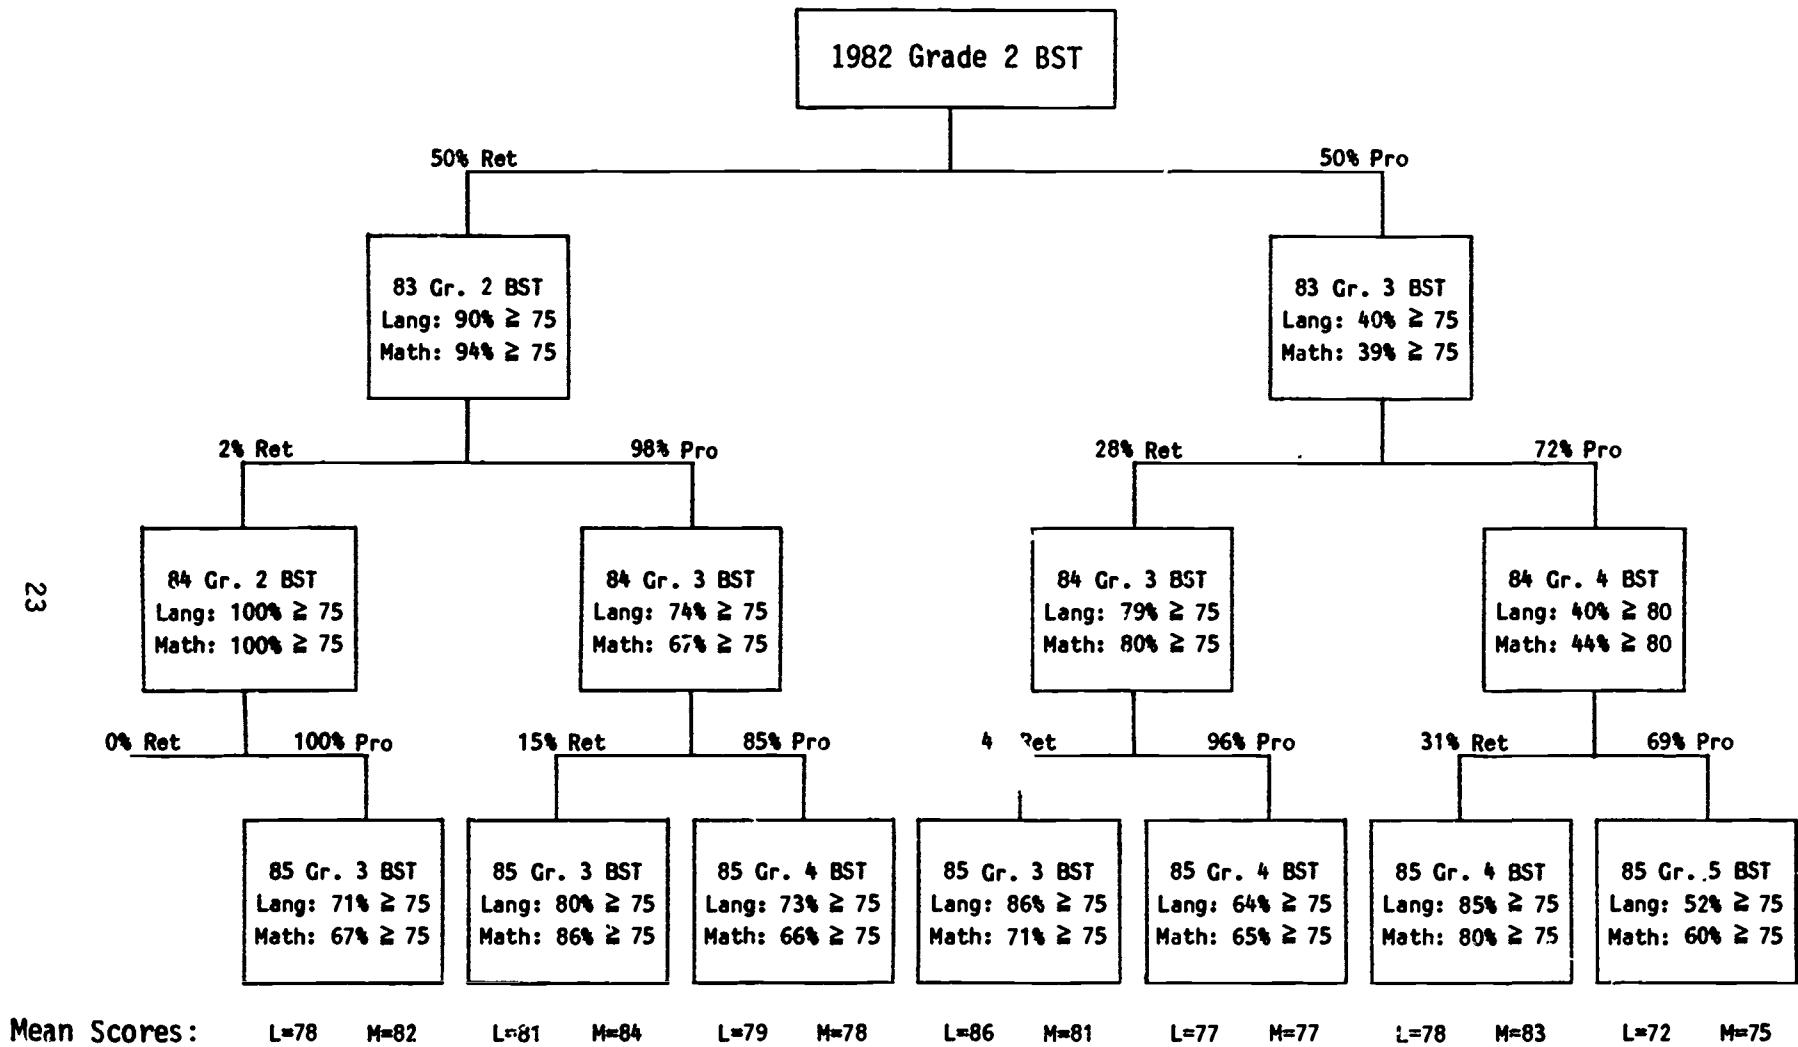 1982 Grade 2 BST
50% Ret
50% Pro
83 Gr. 2 BST
Lang: 90% ≧ 75
Math: 94% ≧ 75
83 Gr. 3 BST
Lang: 40% ≧ 75
Math: 39% ≧ 75
2% Ret
98% Pro
28% Ret
72% Pro
84 Gr. 2 BST
Lang: 100% ≧ 75
Math: 100% ≧ 75
84 Gr. 3 BST
Lang: 74% ≧ 75
Math: 67% ≧ 75
84 Gr. 3 BST
Lang: 79% ≧ 75
Math: 80% ≧ 75
84 Gr. 4 BST
Lang: 40% ≧ 80
Math: 44% ≧ 80
23
0% Ret
100% Pro
15% Ret
85% Pro
4 Ret
96% Pro
31% Ret
69% Pro
85 Gr. 3 BST
Lang: 71% ≧ 75
Math: 67% ≧ 75
85 Gr. 3 BST
Lang: 80% ≧ 75
Math: 86% ≧ 75
85 Gr. 4 BST
Lang: 73% ≧ 75
Math: 66% ≧ 75
85 Gr. 3 BST
Lang: 86% ≧ 75
Math: 71% ≧ 75
85 Gr. 4 BST
Lang: 64% ≧ 75
Math: 65% ≧ 75
85 Gr. 4 BST
Lang: 85% ≧ 75
Math: 80% ≧ 75
85 Gr. 5 BST
Lang: 52% ≧ 75
Math: 60% ≧ 75
Mean Scores: L=78 M=82 L=81 M=84 L=79 M=78 L=86 M=81 L=77 M=77 L=78 M=83 L=72 M=75